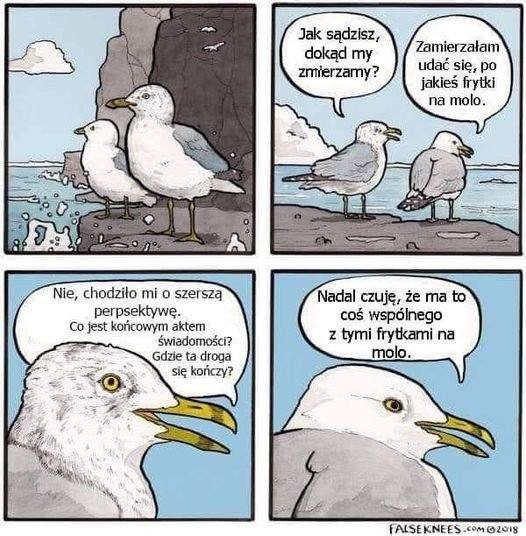 Jak sądzisz,
dokąd my
zmierzamy?
Zamierzałam
udać się, po
jakieś frytki
na molo.
Nie, chodziło mi o szerszą
perpsektywę.
Co jest końcowym aktem
świadomości?
Gdzie ta droga
się kończy?
Nadal czuję, że ma to
coś wspólnego
z tymi frytkami na
molo.
FALSEKNEES.COM©2018